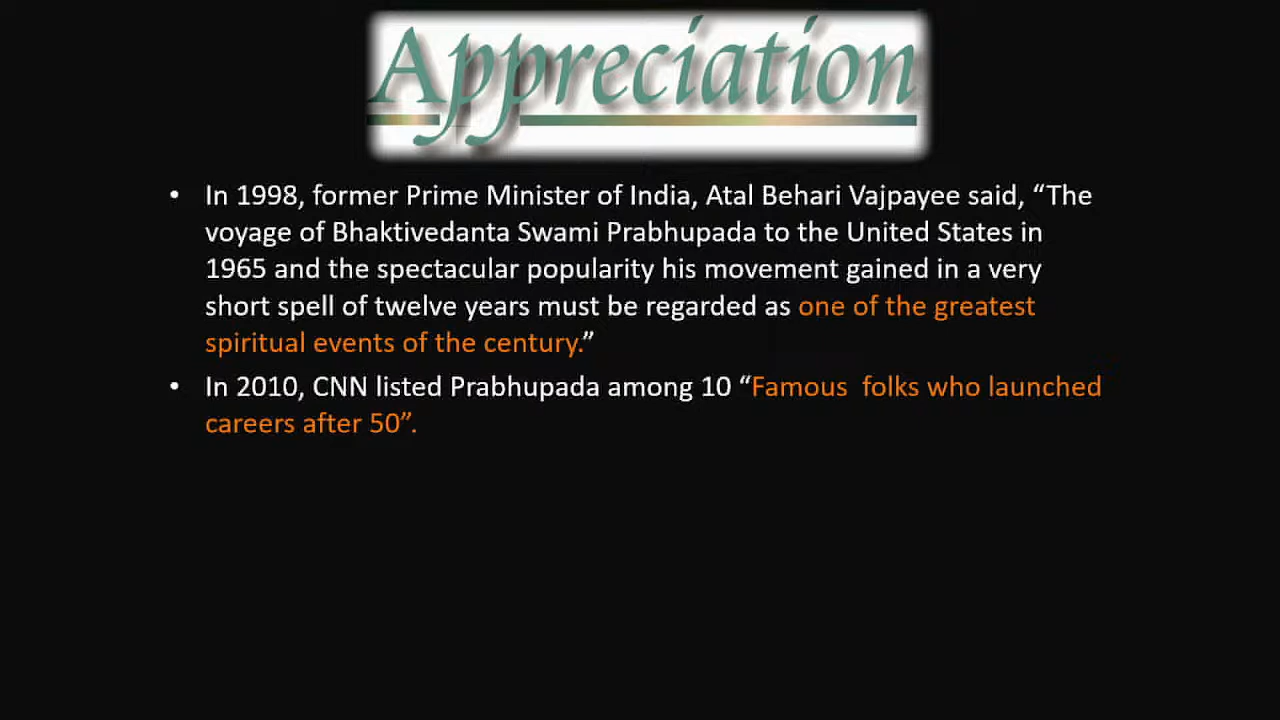 Appreciation
• In 1998, former Prime Minister of India, Atal Behari Vajpayee said, “The
voyage of Bhaktivedanta Swami Prabhupada to the United States in
1965 and the spectacular popularity his movement gained in a very
short spell of twelve years must be regarded as one of the greatest
spiritual events of the century.”
• In 2010, CNN listed Prabhupada among 10 “Famous  folks who launched
careers after 50”.